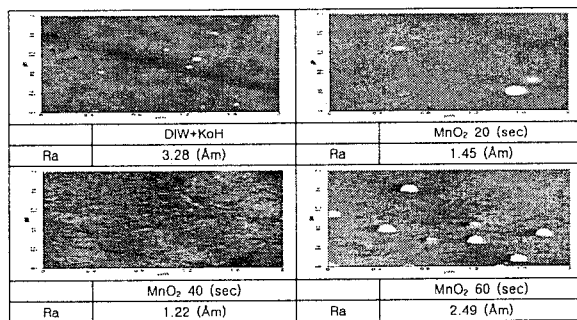 DIW+KoH
MnO₂ 20 (sec)
Ra
3.28 (Åm)
Ra
1.45 (Åm)
MnO₂ 40 (sec)
MnO₂ 60 (sec)
Ra
1.22 (Åm)
Ra
2.49 (Åm)